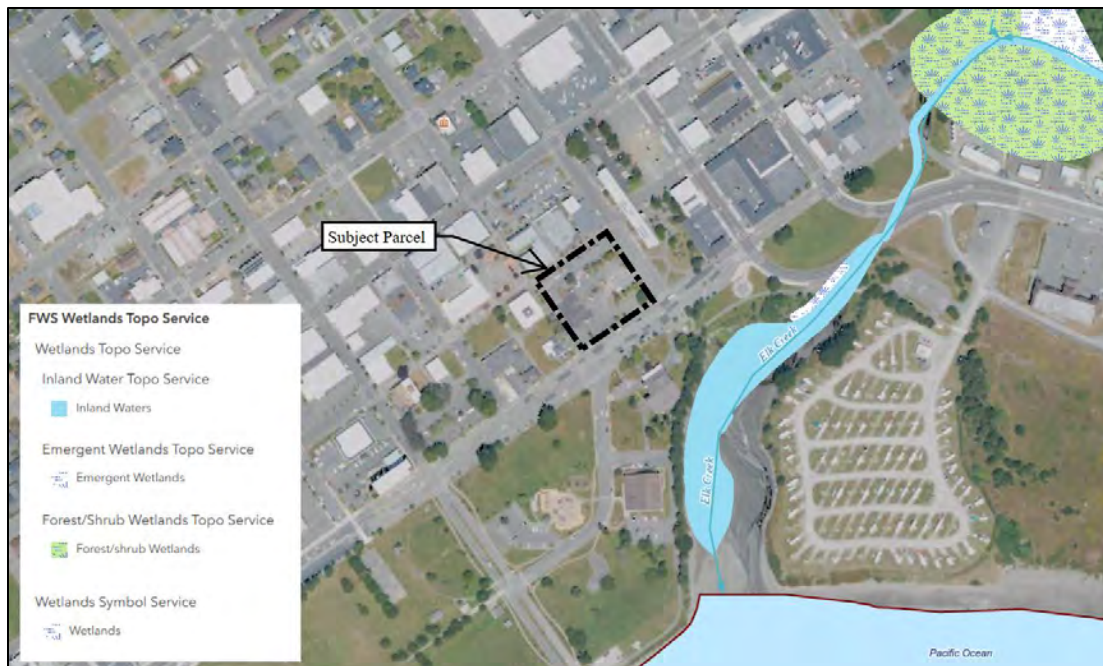 Subject Parcel
FWS Wetlands Topo Service
Wetlands Topo Service
Inland Water Topo Service
Inland Waters
Emergent Wetlands Topo Service
Emergent Wetlands
Forest/Shrub Wetlands Topo Service
Forest/shrub Wetlands
Wetlands Symbol Service
Wetlands
Elk Creek
Elk Creek
Pacific Ocean